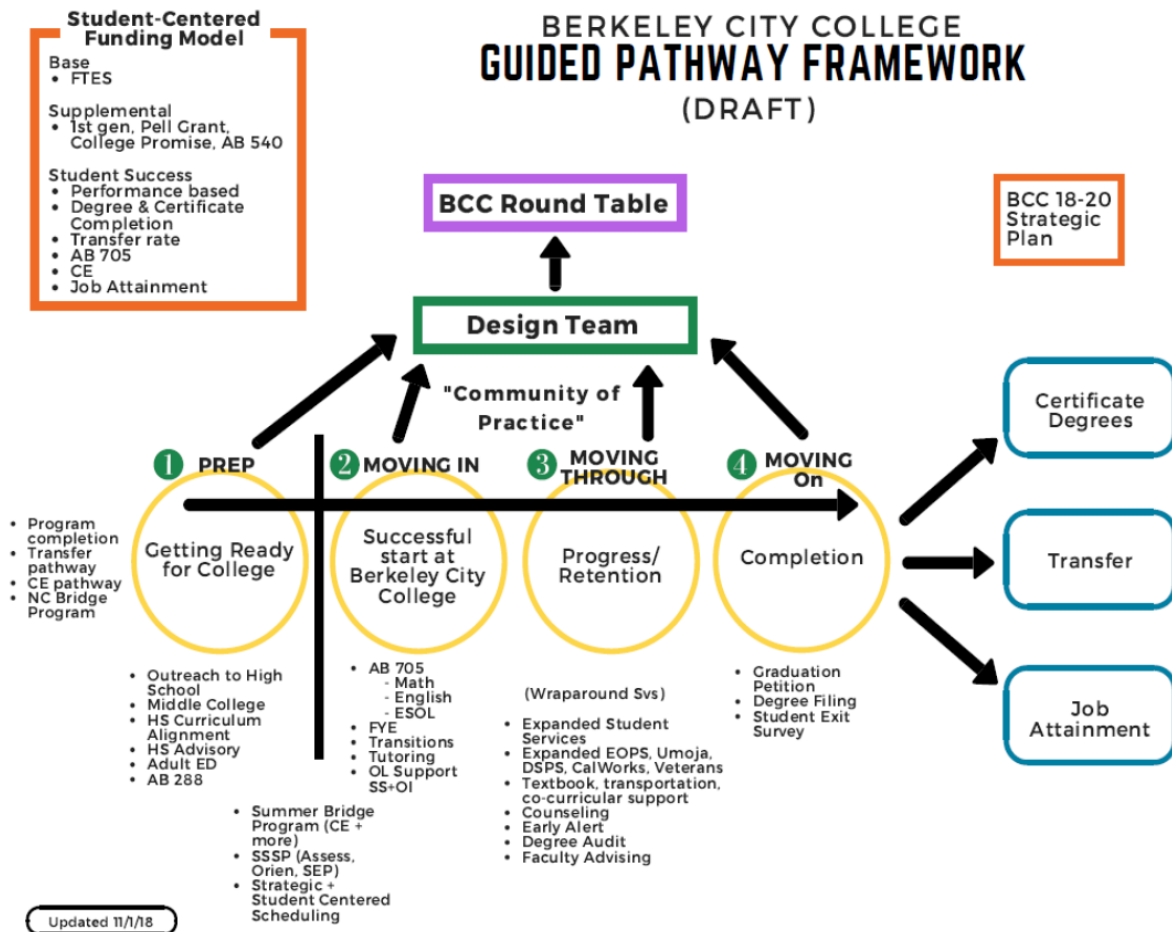 Student-Centered
Funding Model
Base
• FTES
Supplemental
• 1st gen, Pell Grant,
College Promise, AB 540
Student Success
• Performance based
• Degree & Certificate
Completion
• Transfer rate
• AB 705
• CE
• Job Attainment
BERKELEY CITY COLLEGE
GUIDED PATHWAY FRAMEWORK
(DRAFT)
BCC Round Table
BCC 18-20
Strategic
Plan
Design Team
"Community of
Practice"
1 PREP
Getting Ready
for College
• Program
completion
• Transfer
pathway
• CE pathway
• NC Bridge
Program
• Outreach to High
School
• Middle College
• HS Curriculum
Alignment
• HS Advisory
• Adult ED
• AB 288
2 MOVING IN
Successful
start at
Berkeley City
College
• AB 705
- Math
- English
- ESOL
• FYE
• Transitions
• Tutoring
• OL Support
SS+OI
• Summer Bridge
Program (CE +
more)
• SSSP (Assess,
Orien, SEP)
• Strategic +
Student Centered
Scheduling
3 MOVING
THROUGH
Progress/
Retention
(Wraparound Svs)
• Expanded Student
Services
• Expanded EOPS, Umoja,
DSPS, CalWorks, Veterans
• Textbook, transportation,
co-curricular support
• Counseling
• Early Alert
• Degree Audit
• Faculty Advising
4 MOVING
On
Completion
• Graduation
Petition
• Degree Filing
• Student Exit
Survey
Certificate
Degrees
Transfer
Job
Attainment
Updated 11/1/18